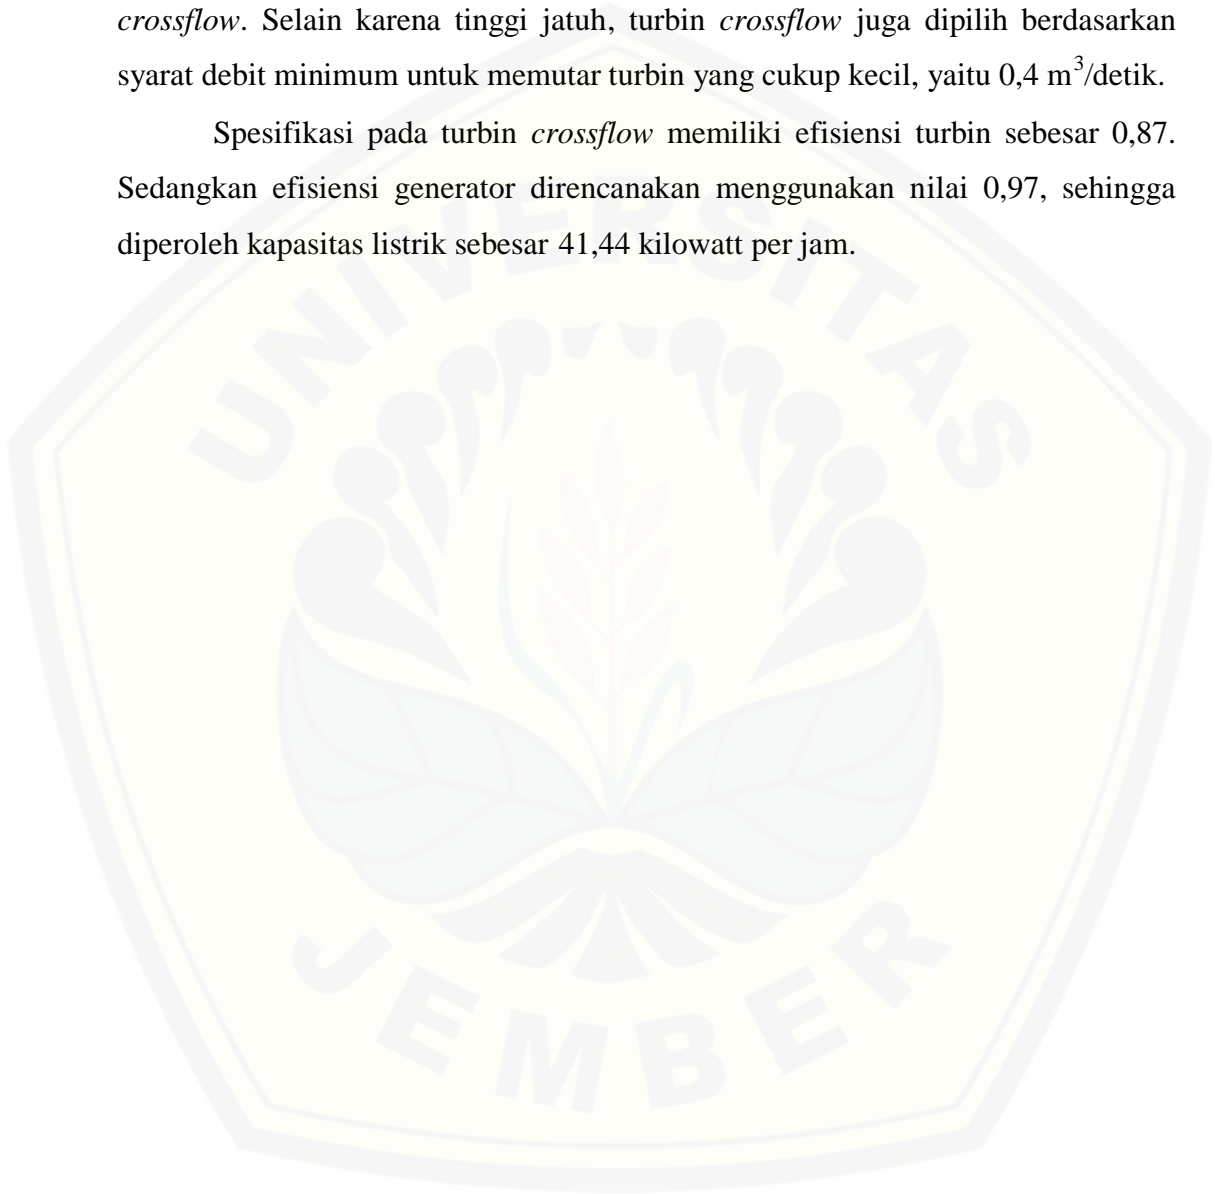 crossflow. Selain karena tinggi jatuh, turbin crossflow juga dipilih berdasarkan
syarat debit minimum untuk memutar turbin yang cukup kecil, yaitu 0,4 m³/detik.
Spesifikasi pada turbin crossflow memiliki efisiensi turbin sebesar 0,87.
Sedangkan efisiensi generator direncanakan menggunakan nilai 0,97, sehingga
diperoleh kapasitas listrik sebesar 41,44 kilowatt per jam.
UNIVERSITAS
JEMBER